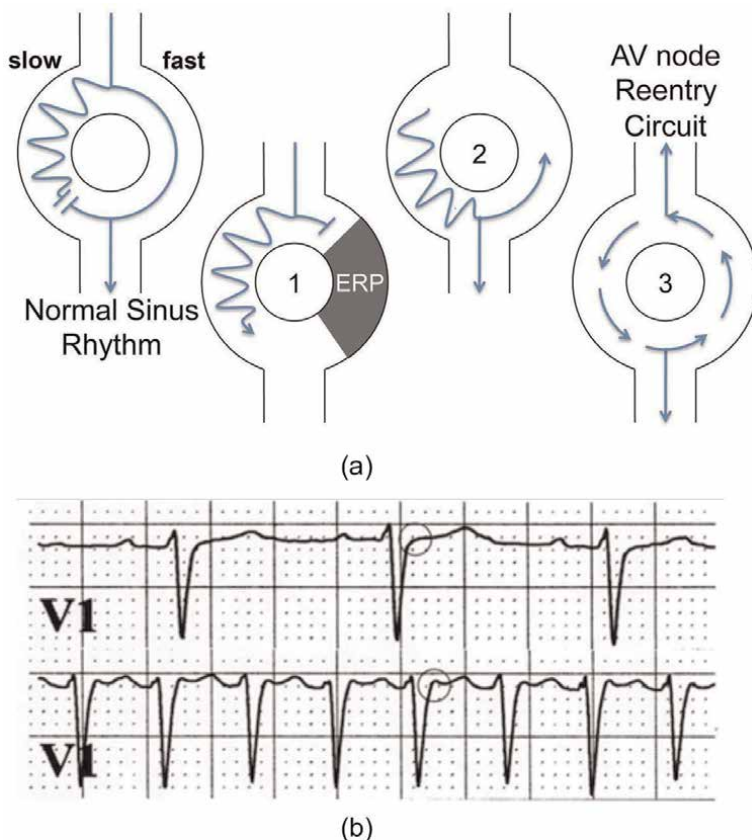 slow
fast
Normal Sinus
Rhythm
1
ERP
2
AV node
Reentry
Circuit
3
(a)
V1
V1
(b)